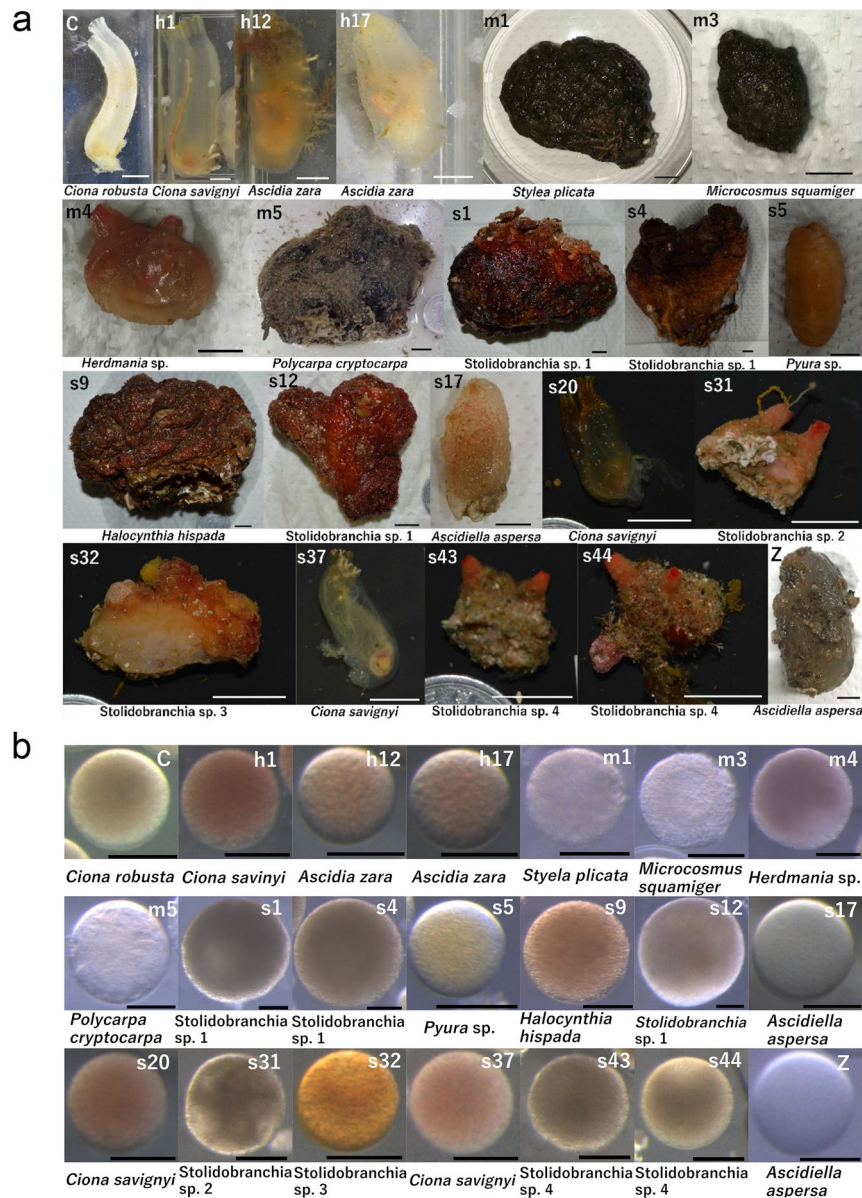 a
C h1 h12 h17 m1 m3
Ciona robusta Ciona savignyi Ascidia zara Ascidia zara Stylea plicata Microcosmus squamiger
m4 m5 s1 s4 s5
Herdmania sp. Polycarpa cryptocarpa Stolidobranchia sp. 1 Stolidobranchia sp. 1 Pyura sp.
s9 s12 s17 s20 s31
Halocynthia hispada Stolidobranchia sp. 1 Ascidiella aspersa Ciona savignyi Stolidobranchia sp. 2
s32 s37 s43 s44 Z
Stolidobranchia sp. 3 Ciona savignyi Stolidobranchia sp. 4 Stolidobranchia sp. 4 Ascidiella aspersa
b
C h1 h12 h17 m1 m3 m4
Ciona robusta Ciona savinyi Ascidia zara Ascidia zara Styela plicata Microcosmus Herdmania sp.
squamiger
m5 s1 s4 s5 s9 s12 s17
Polycarpa Stolidobranchia Stolidobranchia Pyura sp. Halocynthia Stolidobranchia Ascidiella
cryptocarpa sp. 1 sp. 1 hispada sp. 1 aspersa
s20 s31 s32 s37 s43 s44 Z
Ciona savignyi Stolidobranchia Stolidobranchia Ciona savignyi Stolidobranchia Stolidobranchia Ascidiella
sp. 2 sp. 3 sp. 4 sp. 4 aspersa